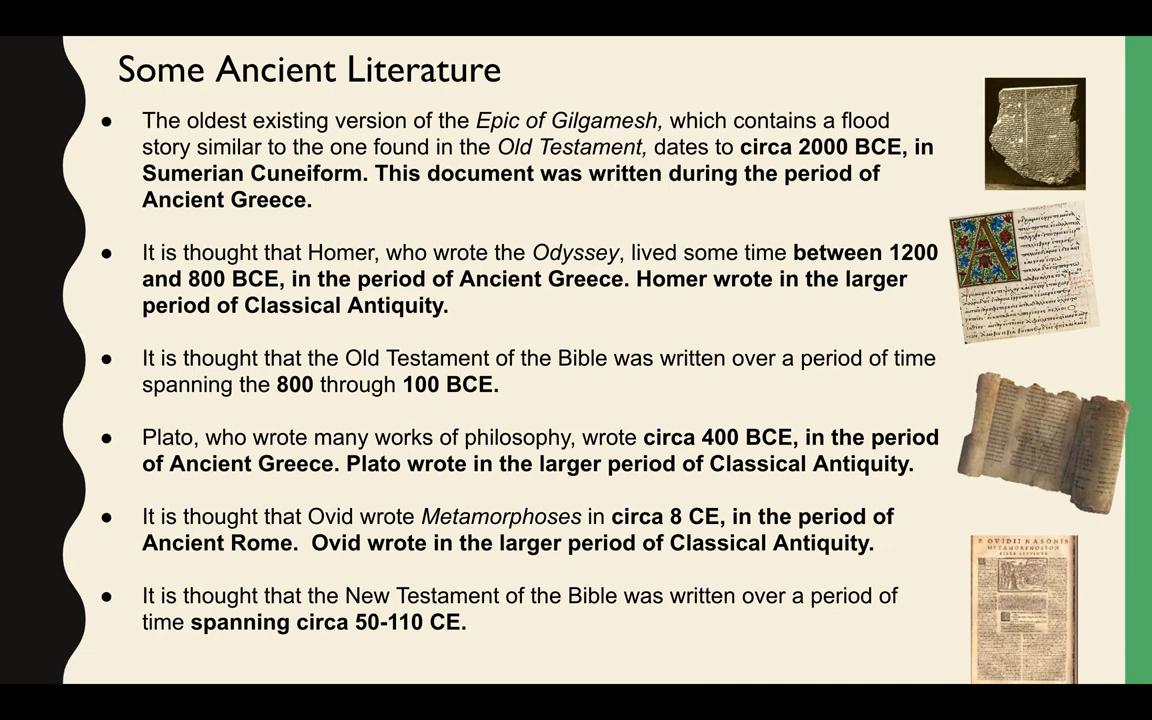 Some Ancient Literature
● The oldest existing version of the Epic of Gilgamesh, which contains a flood
story similar to the one found in the Old Testament, dates to circa 2000 BCE, in
Sumerian Cuneiform. This document was written during the period of
Ancient Greece.
● It is thought that Homer, who wrote the Odyssey, lived some time between 1200
and 800 BCE, in the period of Ancient Greece. Homer wrote in the larger
period of Classical Antiquity.
● It is thought that the Old Testament of the Bible was written over a period of time
spanning the 800 through 100 BCE.
● Plato, who wrote many works of philosophy, wrote circa 400 BCE, in the period
of Ancient Greece. Plato wrote in the larger period of Classical Antiquity.
● It is thought that Ovid wrote Metamorphoses in circa 8 CE, in the period of
Ancient Rome.  Ovid wrote in the larger period of Classical Antiquity.
● It is thought that the New Testament of the Bible was written over a period of
time spanning circa 50-110 CE.
P. OVIDII NASONIS
METAMORPHOSEON